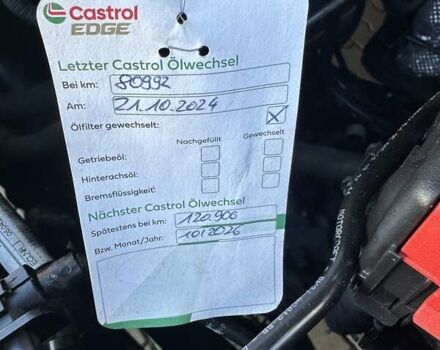 Castrol
EDGE
Letzter Castrol Ölwechsel
Bei km: 80992
Am: 21.10.2024
Ölfilter gewechselt: X
Nachgefüllt Gewechselt
Getriebeöl:
Hinterachsöl:
Bremsflüssigkeit:
Nächster Castrol Ölwechsel
Spätestens bei km: 120.906
Bzw. Monat/Jahr: 10/2026